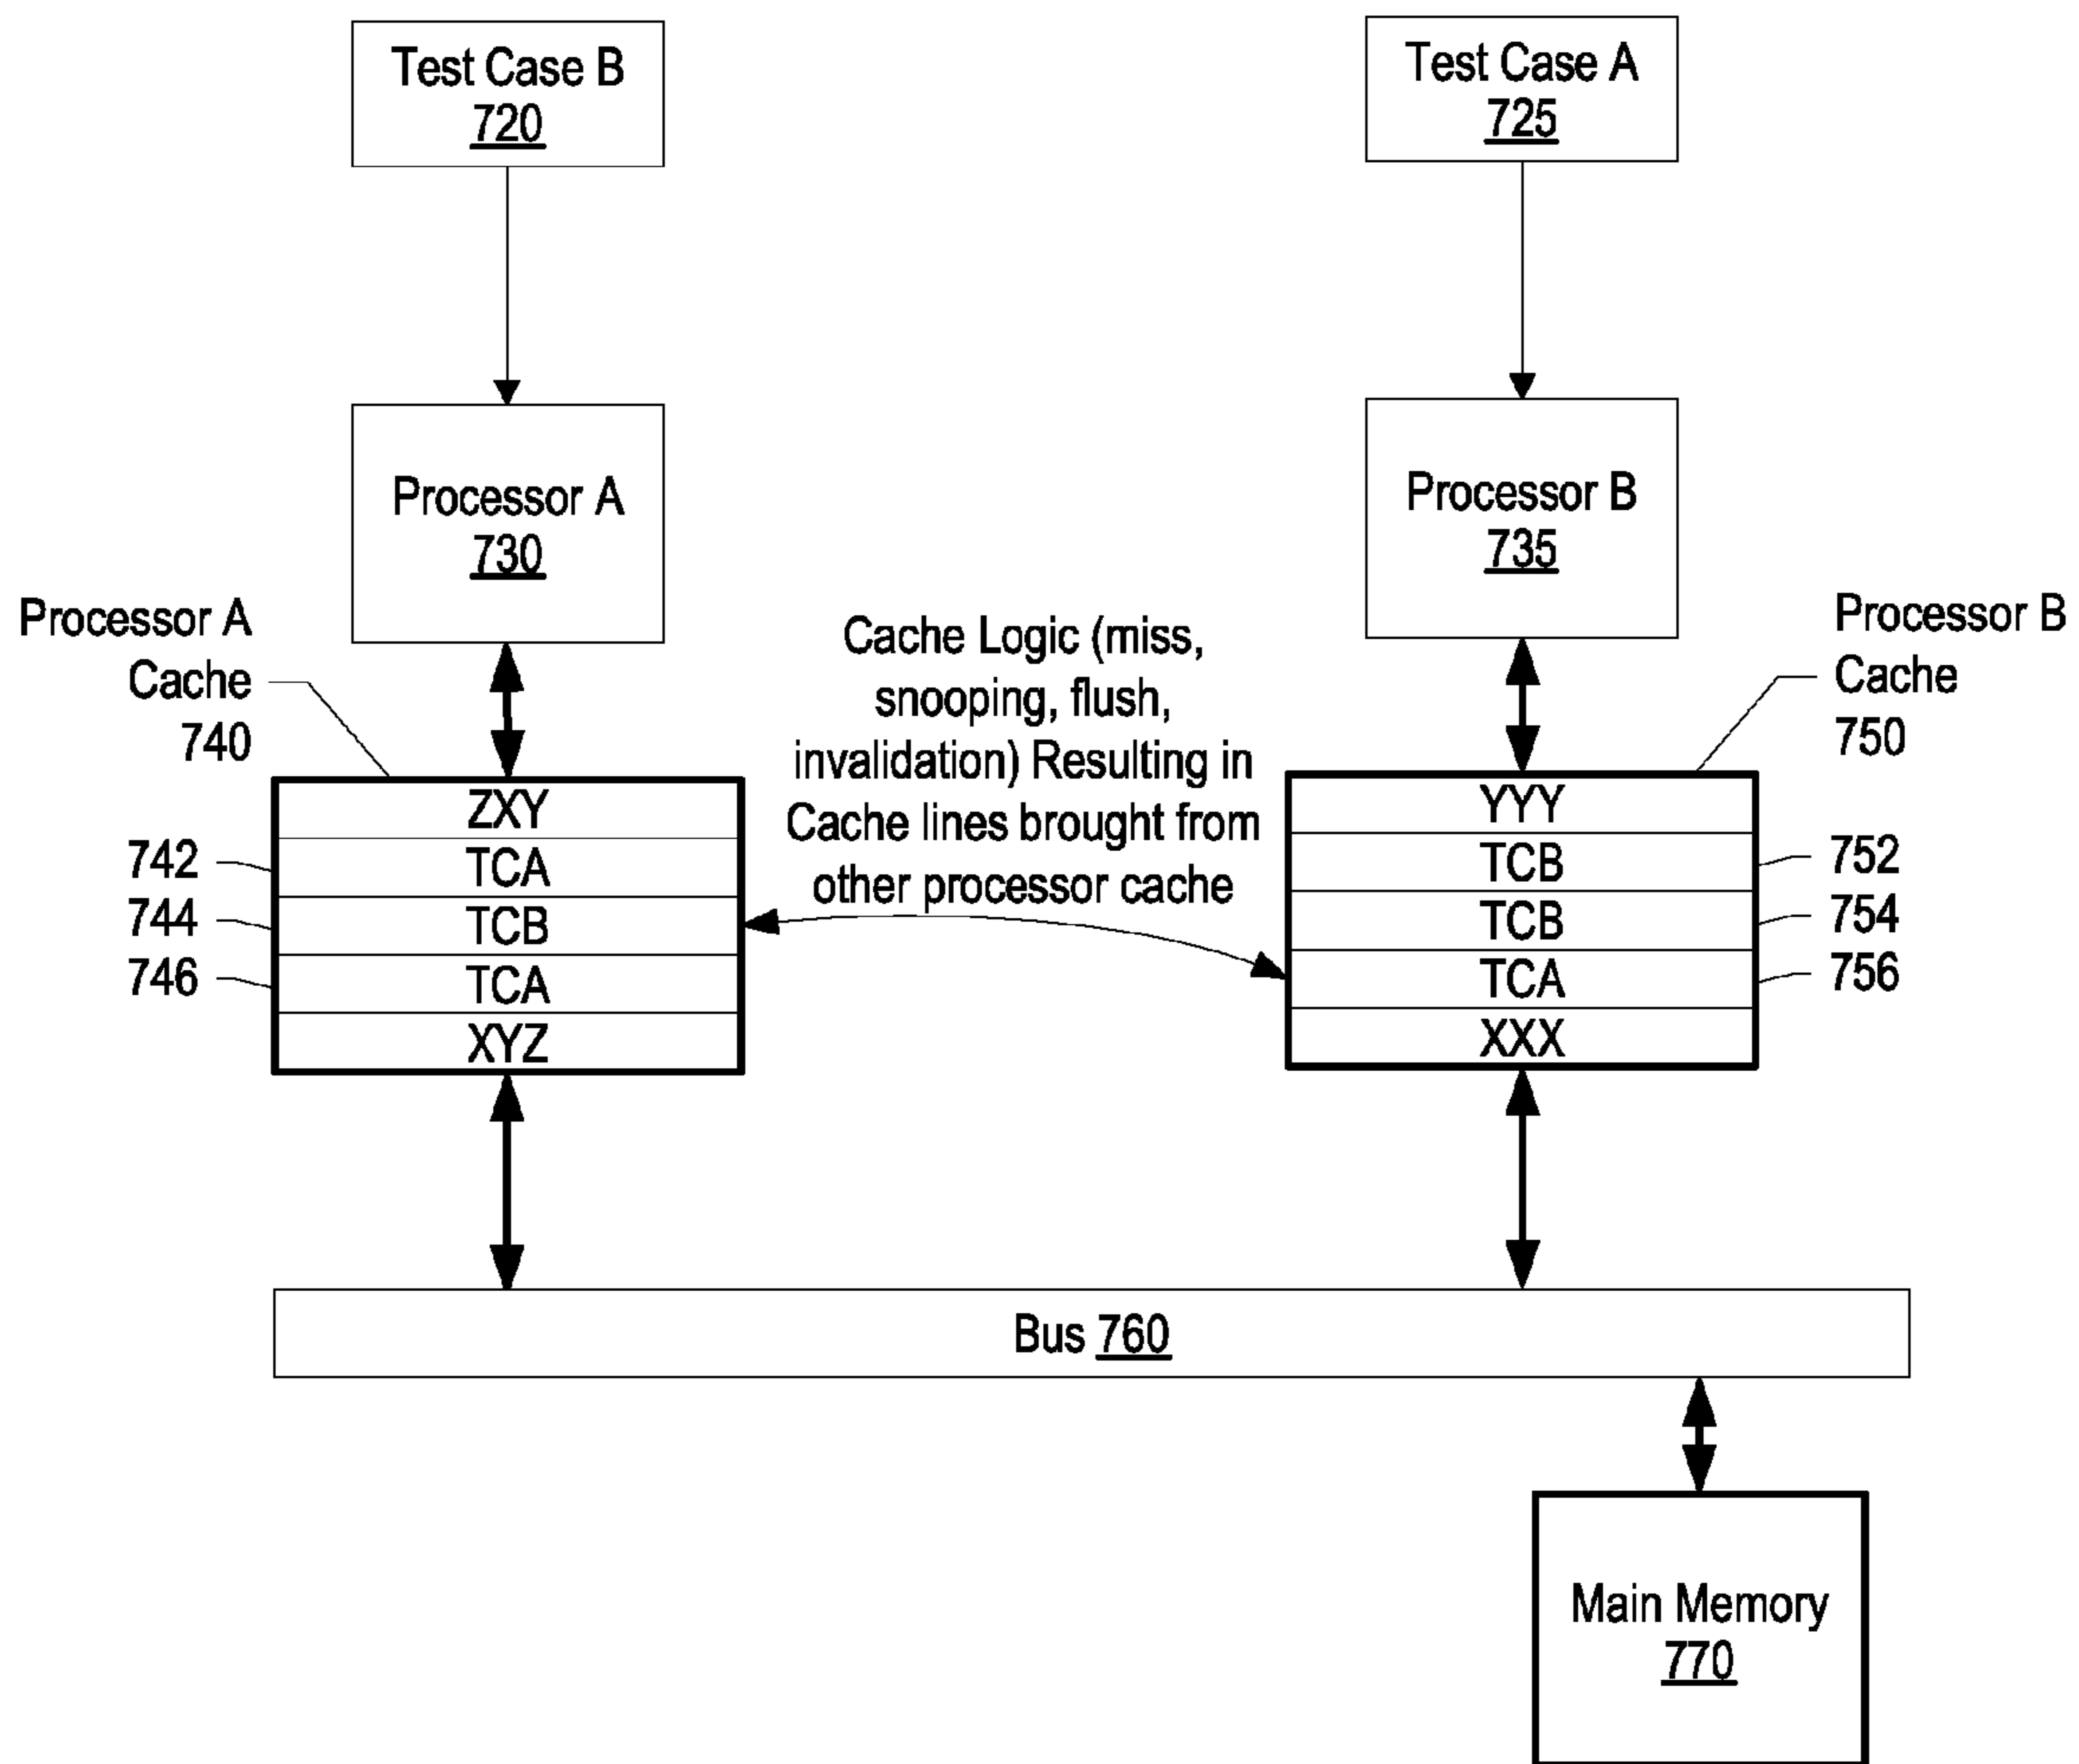 Test Case B
720
Test Case A
725
Processor A
730
Processor B
735
Processor A
Cache
740
Cache Logic (miss,
snooping, flush,
invalidation) Resulting in
Cache lines brought from
other processor cache
Processor B
Cache
750
ZXY
742
TCA
744
TCB
746
TCA
XYZ
YYY
TCB
752
TCB
754
TCA
756
XXX
Bus 760
Main Memory
770